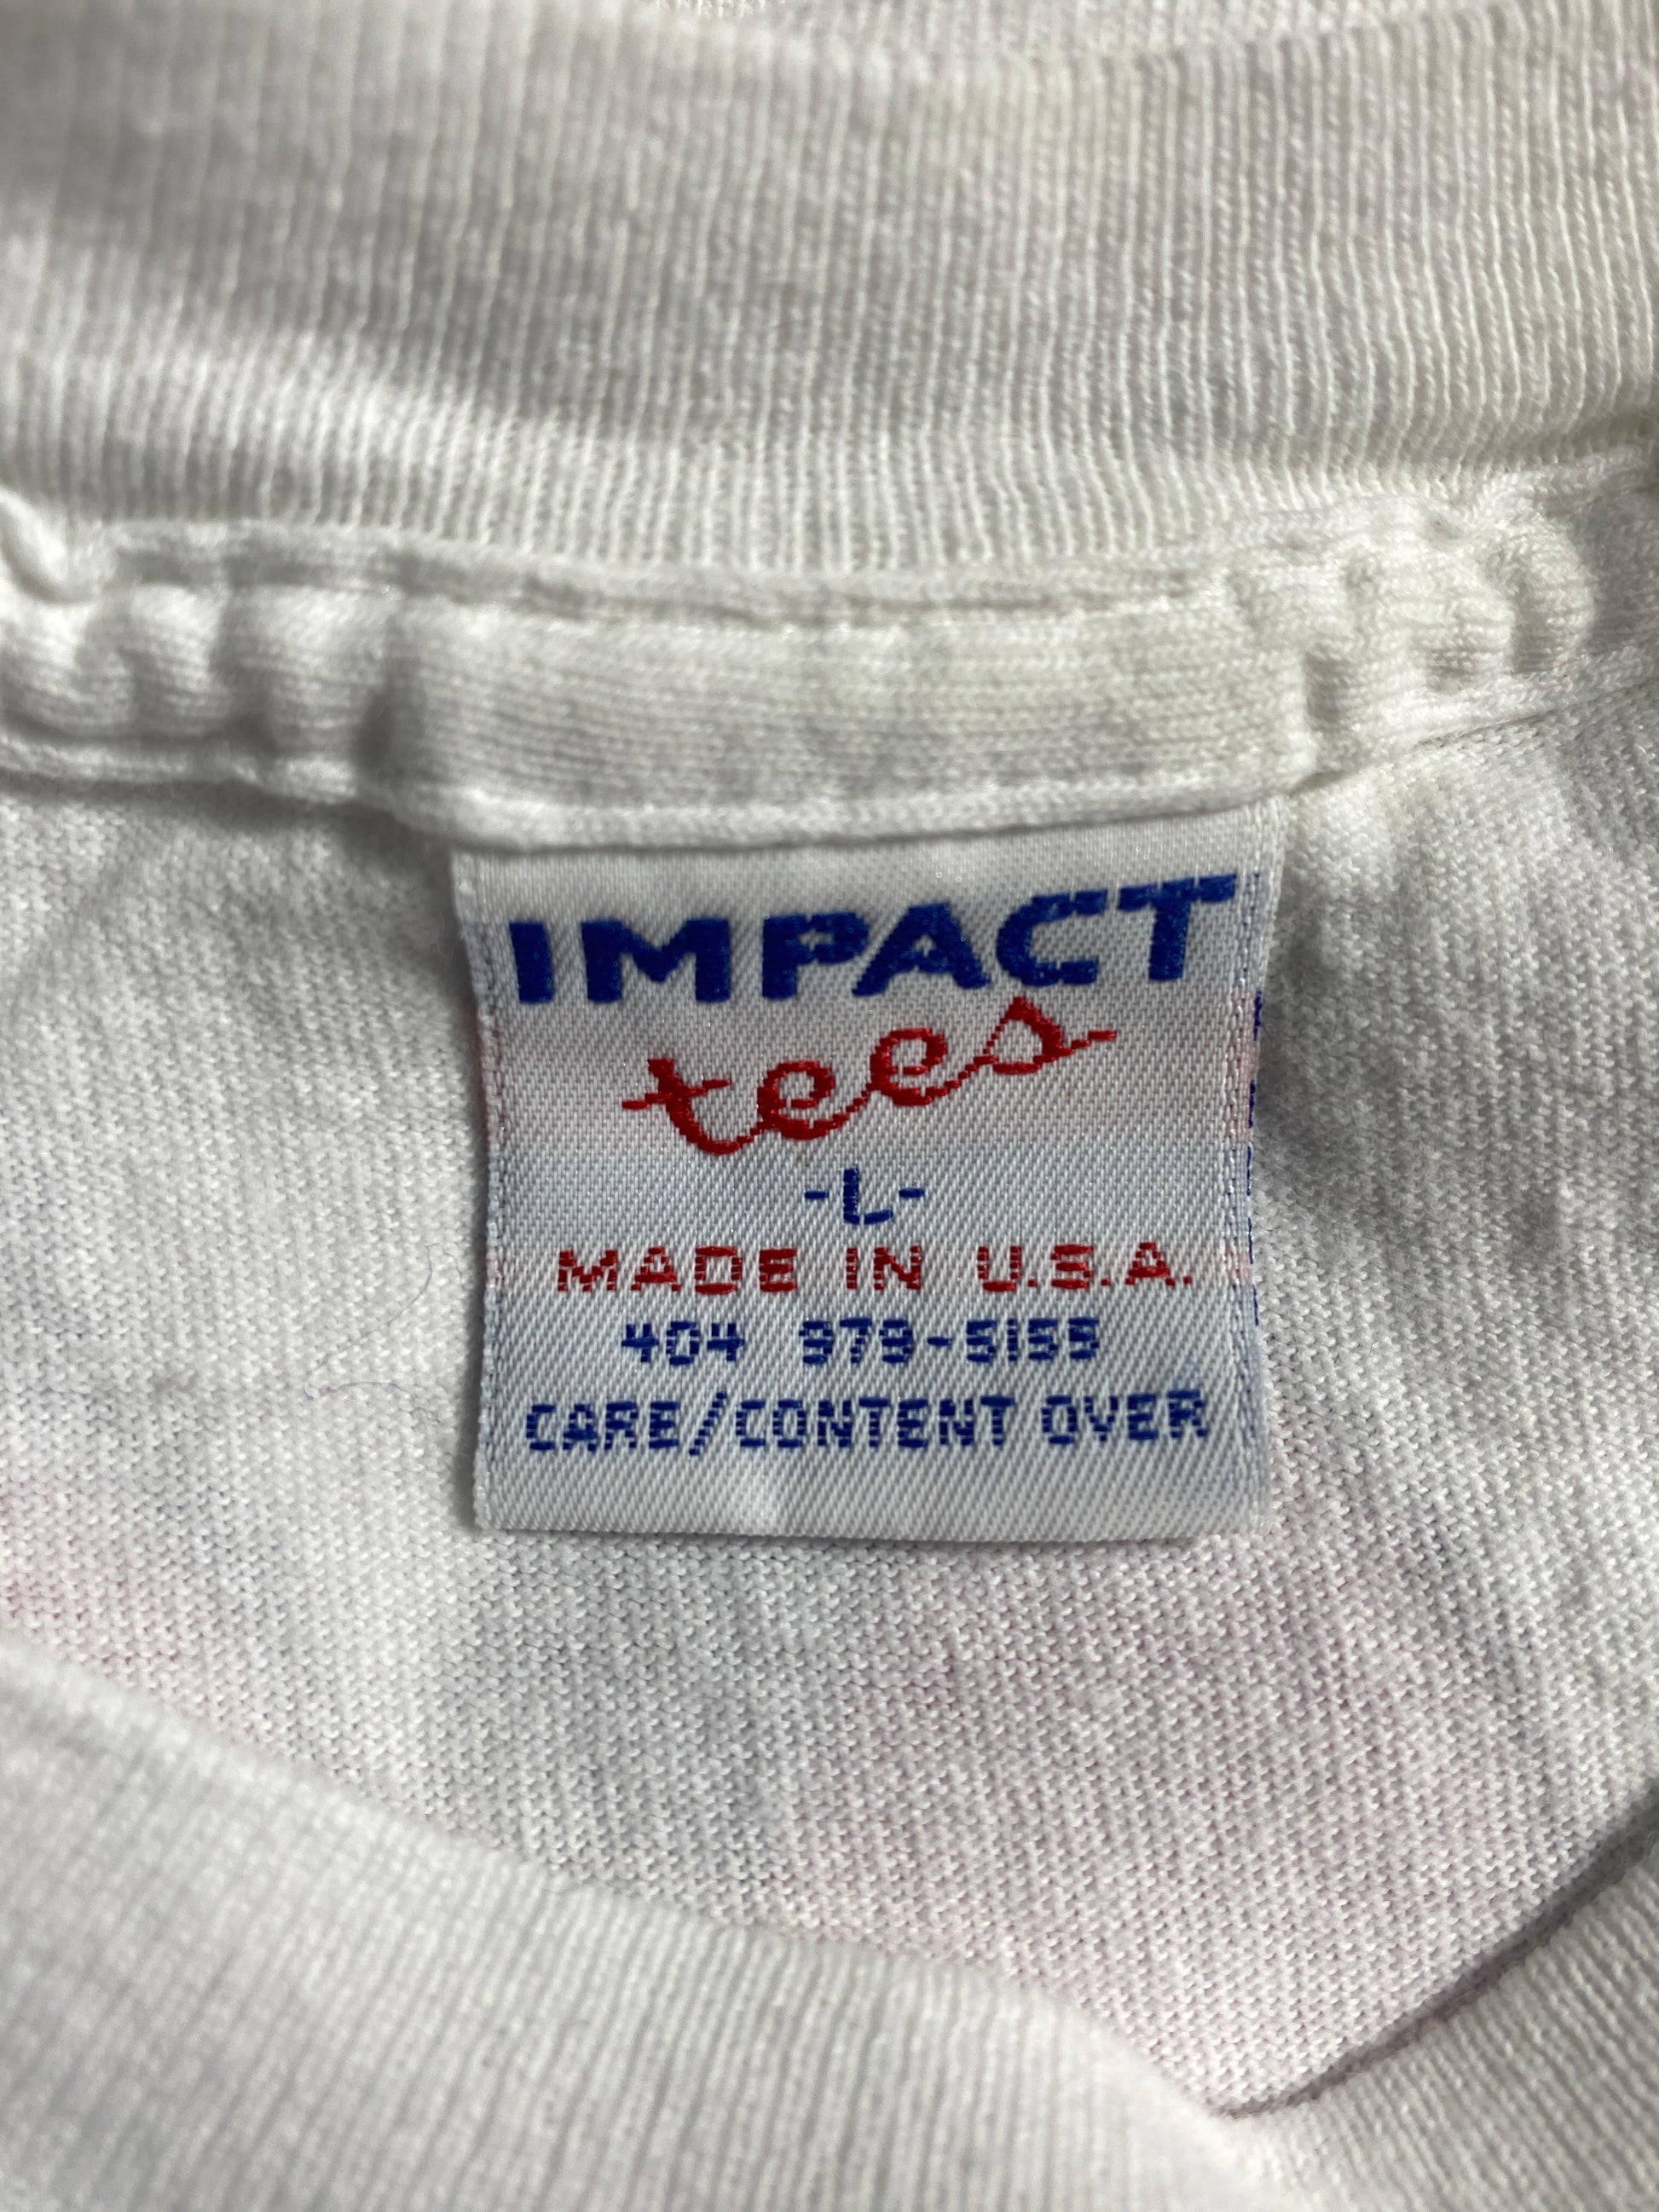 IMPACT
tees
-L-
MADE IN U.S.A.
404 979-5155
CARE/CONTENT OVER